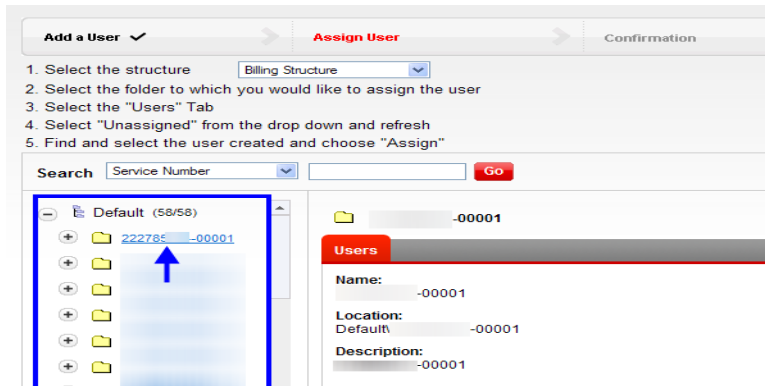 Add a User
Assign User
Confirmation
1. Select the structure Billing Structure
2. Select the folder to which you would like to assign the user
3. Select the "Users" Tab
4. Select "Unassigned" from the drop down and refresh
5. Find and select the user created and choose "Assign"
Search Service Number Go
Default (58/58)
-00001
-00001
Users
Name:
-00001
Location:
Default\ -00001
Description:
-00001